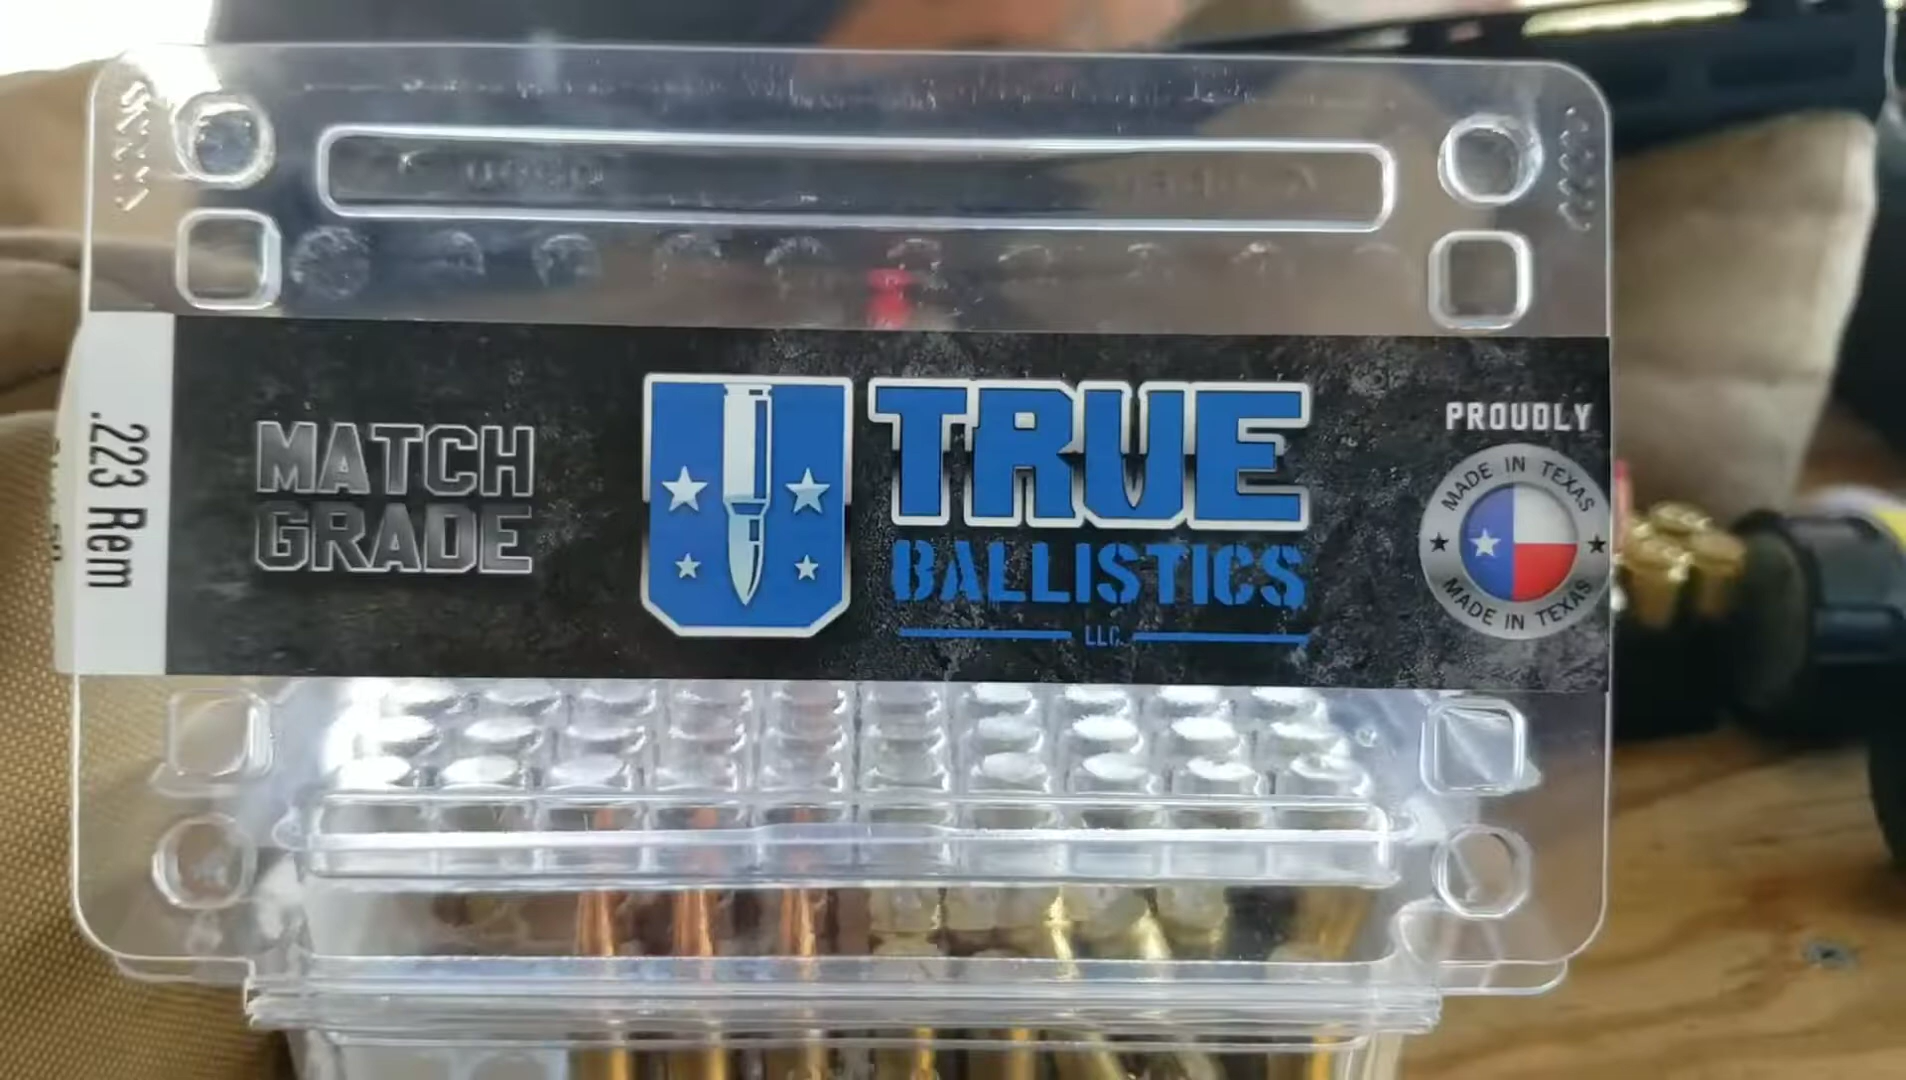 MATCH
GRADE
TRUE
BALLISTICS
LLC.
PROUDLY
MADE IN TEXAS
MADE IN TEXAS
.223 Rem